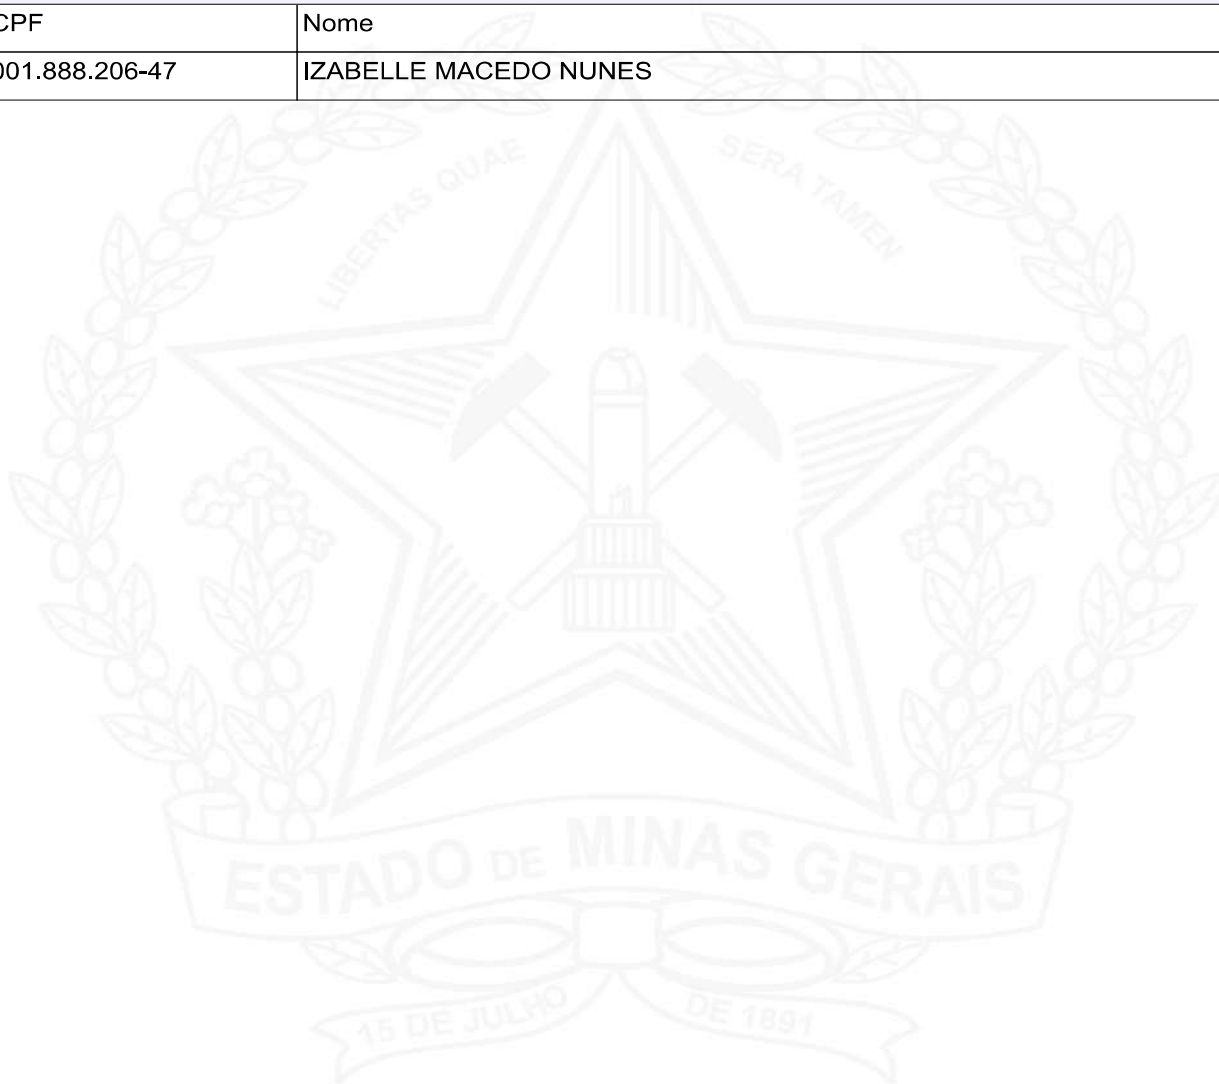 CPF Nome
001.888.206-47 IZABELLE MACEDO NUNES
LIBERTAS QUAE SERA TAMEN
ESTADO DE MINAS GERAIS
15 DE JULHO DE 1891